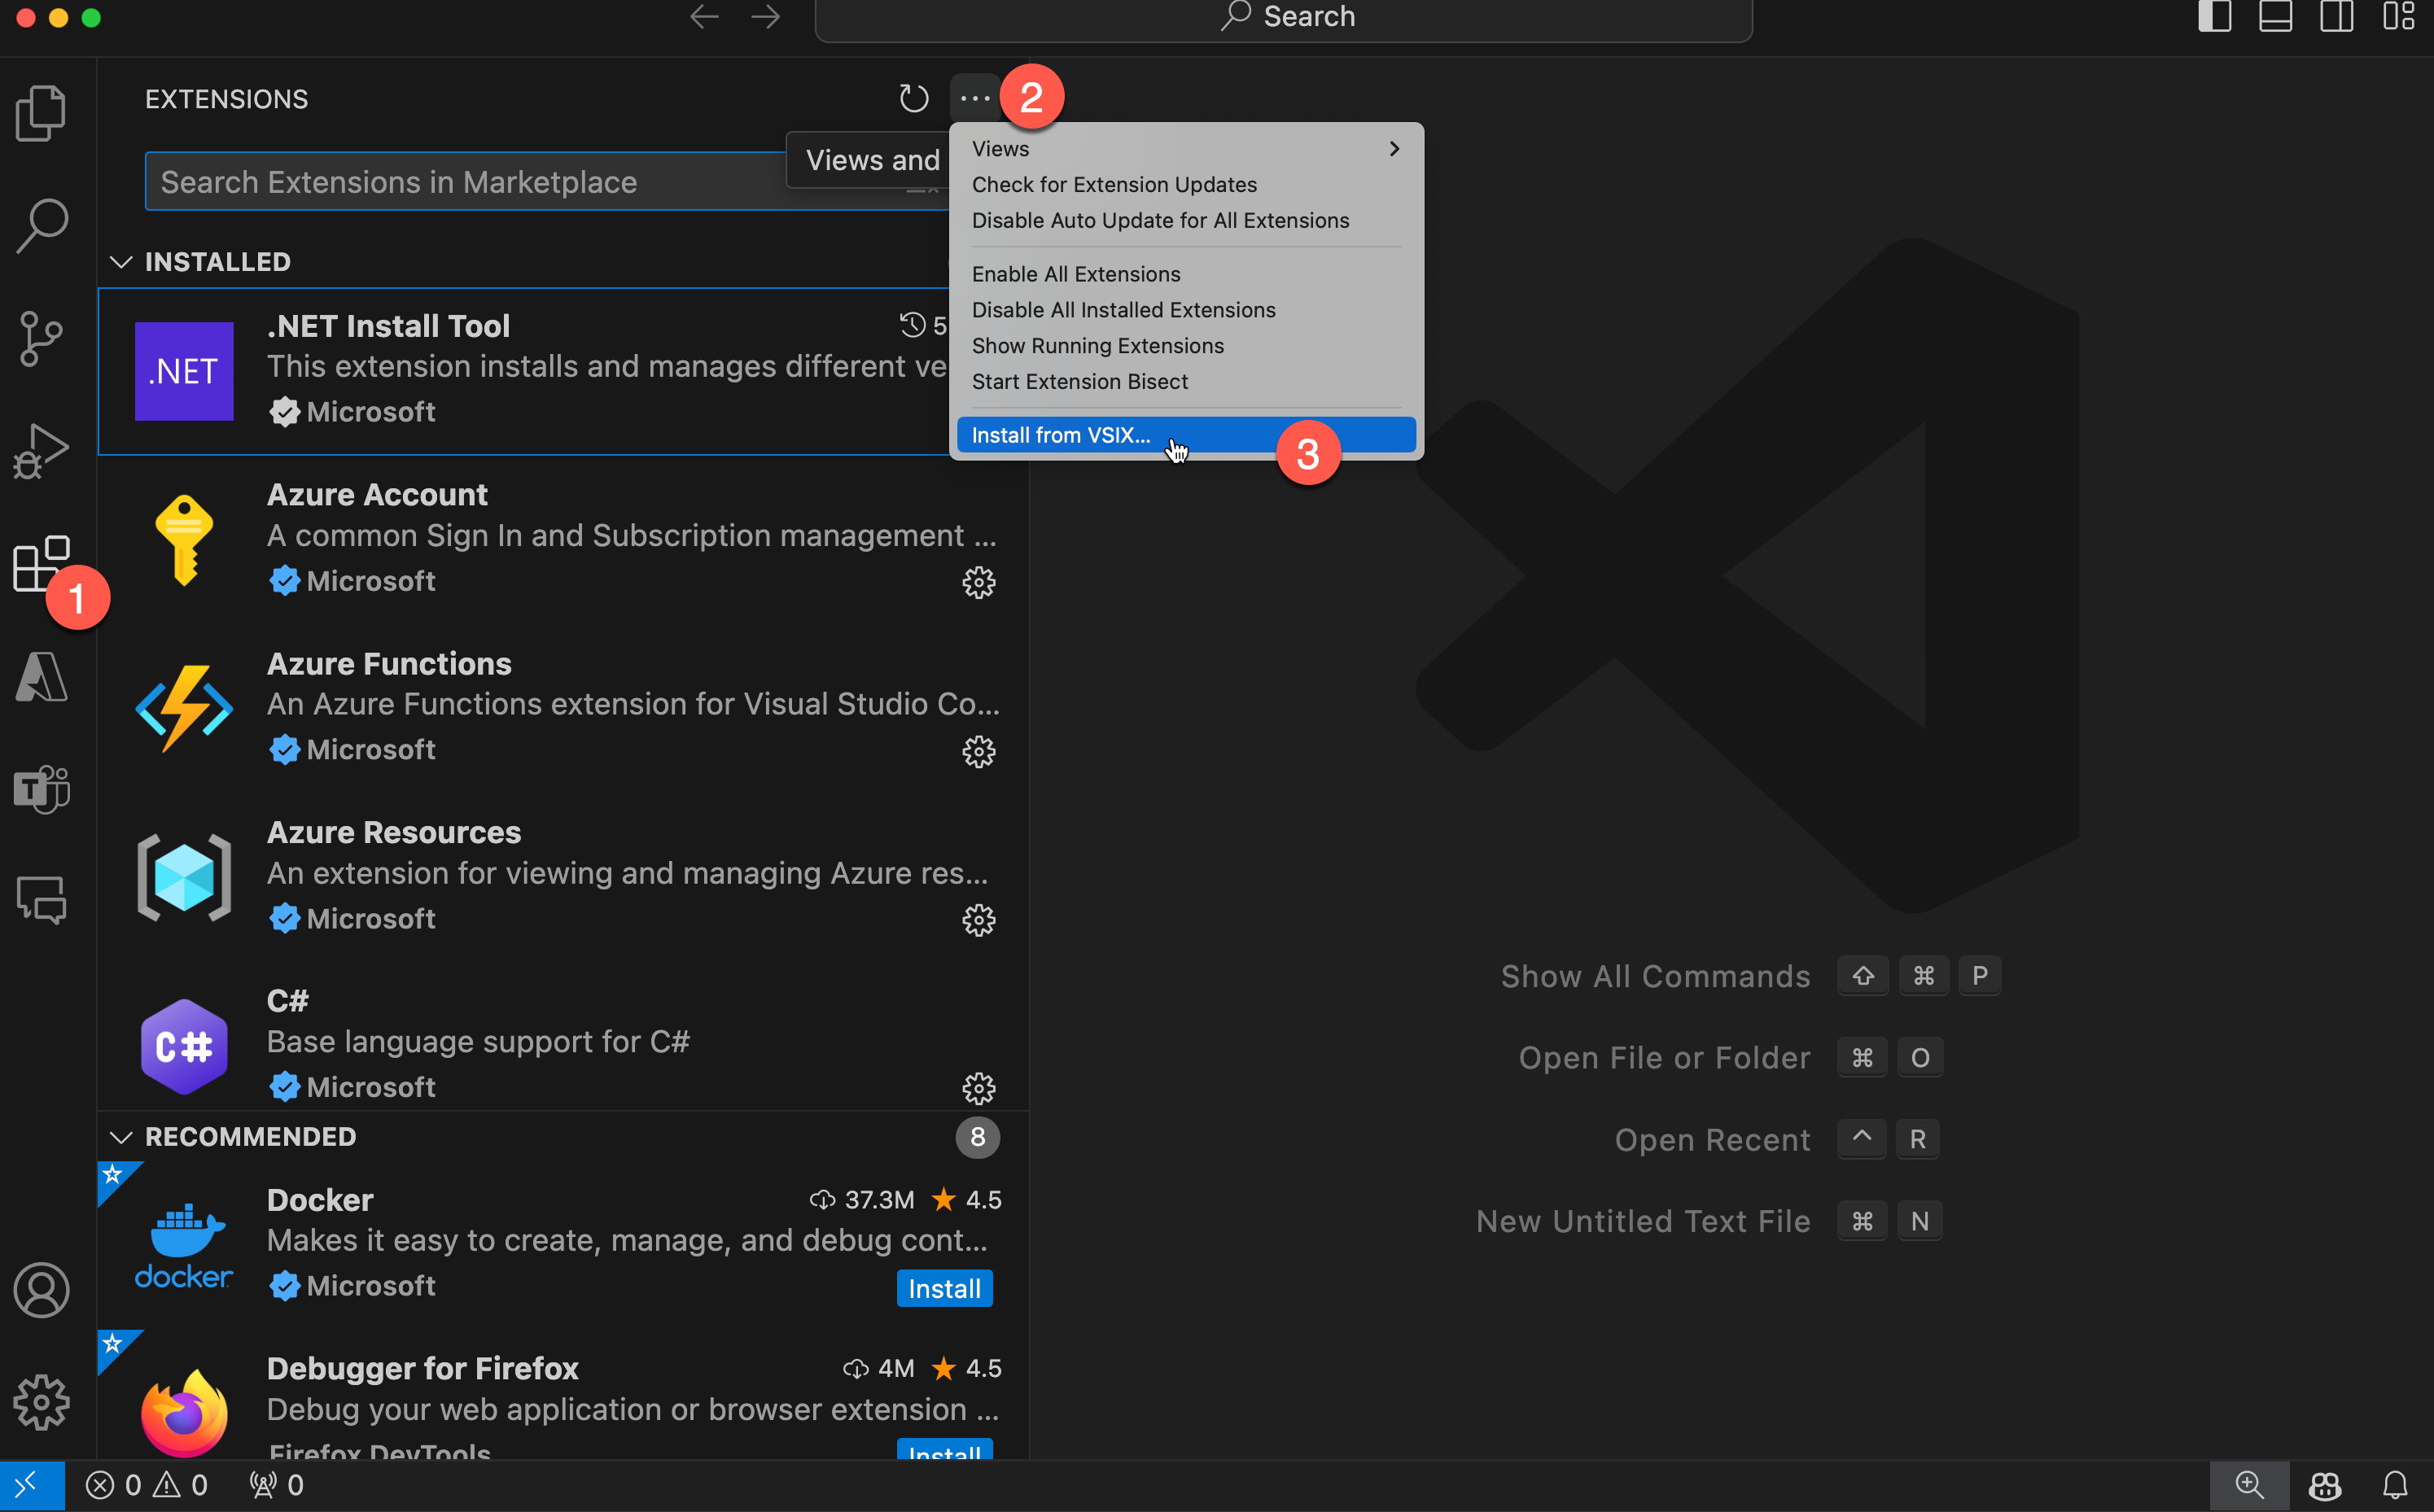 Search
EXTENSIONS
2
Views and
Search Extensions in Marketplace
Views
Check for Extension Updates
Disable Auto Update for All Extensions
Enable All Extensions
Disable All Installed Extensions
Show Running Extensions
Start Extension Bisect
Install from VSIX...
3
INSTALLED
.NET
.NET Install Tool
5
This extension installs and manages different ve
Microsoft
Azure Account
A common Sign In and Subscription management ...
Microsoft
1
Azure Functions
An Azure Functions extension for Visual Studio Co...
Microsoft
T
Azure Resources
An extension for viewing and managing Azure res...
Microsoft
C#
C#
Base language support for C#
Microsoft
RECOMMENDED
8
docker
Docker
37.3M
4.5
Makes it easy to create, manage, and debug cont...
Microsoft
Install
Debugger for Firefox
4M
4.5
Debug your web application or browser extension ...
Firefox DevTools
Install
Show All Commands ⇧ ⌘ P
Open File or Folder ⌘ O
Open Recent ^ R
New Untitled Text File ⌘ N
0 0 0